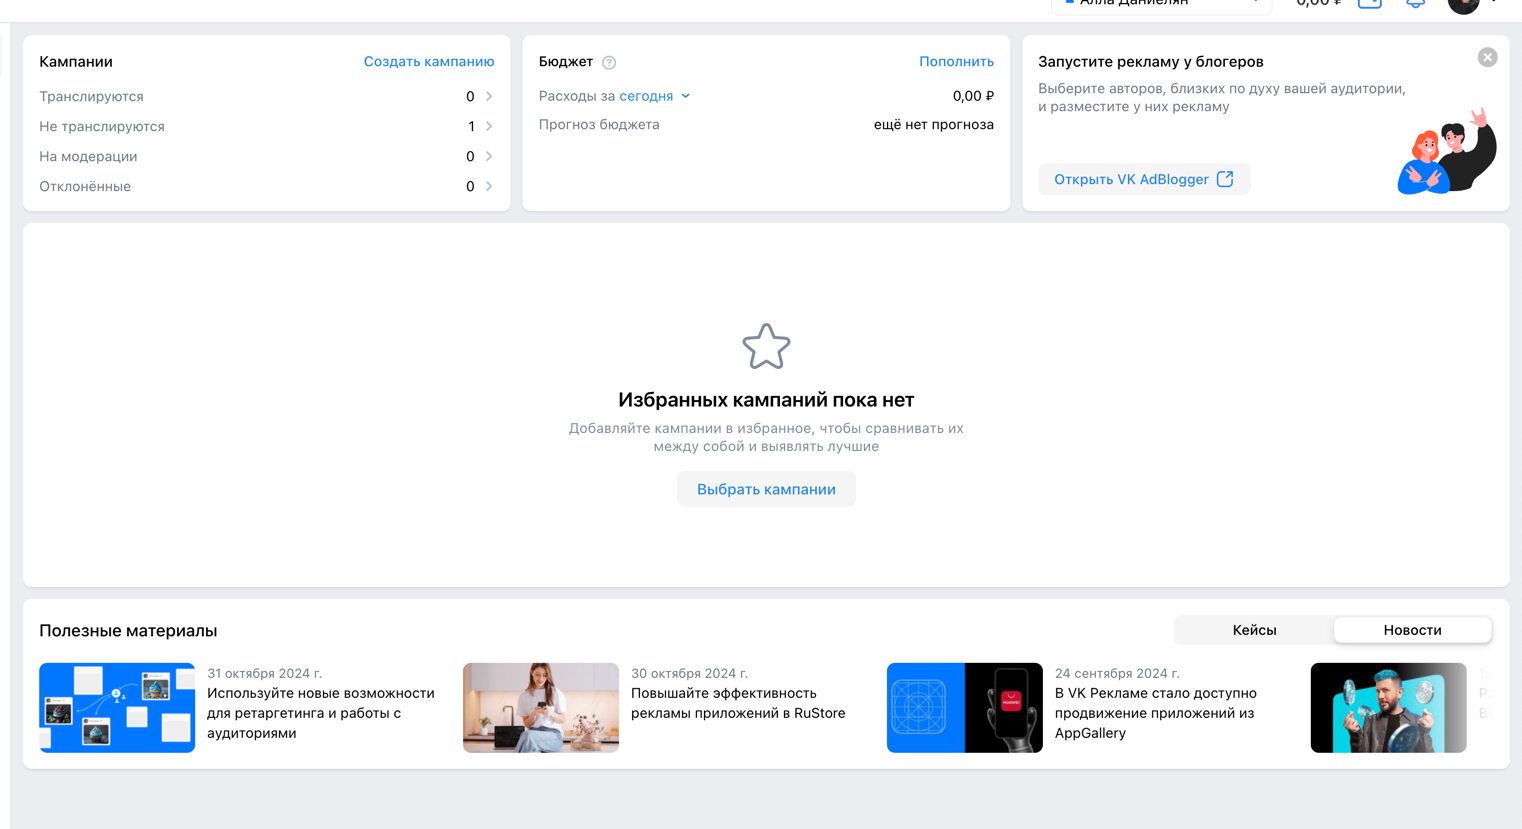 Алла Даниелян
0,00 ₽
Кампании
Создать кампанию
Транслируются
0
Не транслируются
1
На модерации
0
Отклонённые
0
Бюджет
Пополнить
Расходы за сегодня
0,00 ₽
Прогноз бюджета
ещё нет прогноза
Запустите рекламу у блогеров
Выберите авторов, близких по духу вашей аудитории,
и разместите у них рекламу
Открыть VK AdBlogger
Избранных кампаний пока нет
Добавляйте кампании в избранное, чтобы сравнивать их
между собой и выявлять лучшие
Выбрать кампании
Полезные материалы
Кейсы
Новости
31 октября 2024 г.
Используйте новые возможности
для ретаргетинга и работы с
аудиториями
30 октября 2024 г.
Повышайте эффективность
рекламы приложений в RuStore
HUAWEI
24 сентября 2024 г.
В VK Рекламе стало доступно
продвижение приложений из
AppGallery